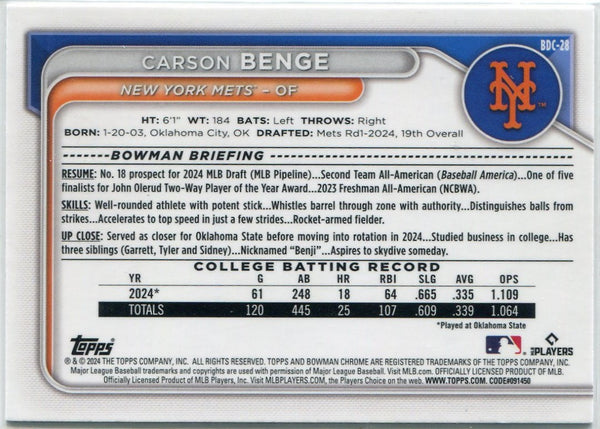 BDC-28
CARSON BENGE
NEW YORK METS™ – OF
NY™
HT: 6'1" WT: 184 BATS: Left THROWS: Right
BORN: 1-20-03, Oklahoma City, OK DRAFTED: Mets Rd1-2024, 19th Overall
BOWMAN BRIEFING
RESUME: No. 18 prospect for 2024 MLB Draft (MLB Pipeline)...Second Team All-American (Baseball America)...One of five
finalists for John Olerud Two-Way Player of the Year Award...2023 Freshman All-American (NCBWA).
SKILLS: Well-rounded athlete with potent stick...Whistles barrel through zone with authority...Distinguishes balls from
strikes...Accelerates to top speed in just a few strides...Rocket-armed fielder.
UP CLOSE: Served as closer for Oklahoma State before moving into rotation in 2024...Studied business in college...Has
three siblings (Garrett, Tyler and Sidney)...Nicknamed "Benji"...Aspires to skydive someday.
COLLEGE BATTING RECORD
YR G AB HR RBI SLG AVG OPS
2024* 61 248 18 64 .665 .335 1.109
TOTALS 120 445 25 107 .609 .339 1.064
*Played at Oklahoma State
Topps
MLB PLAYERS
® & © 2024 THE TOPPS COMPANY, INC. ALL RIGHTS RESERVED. TOPPS AND BOWMAN CHROME ARE REGISTERED TRADEMARKS OF THE TOPPS COMPANY, INC.
Major League Baseball trademarks and copyrights are used with permission of Major League Baseball. Visit MLB.com. OFFICIALLY LICENSED PRODUCT OF MLB.
Officially Licensed Product of MLB Players, Inc. Visit MLBPLAYERS.com, the Players Choice on the web. WWW.TOPPS.COM. CODE#091450